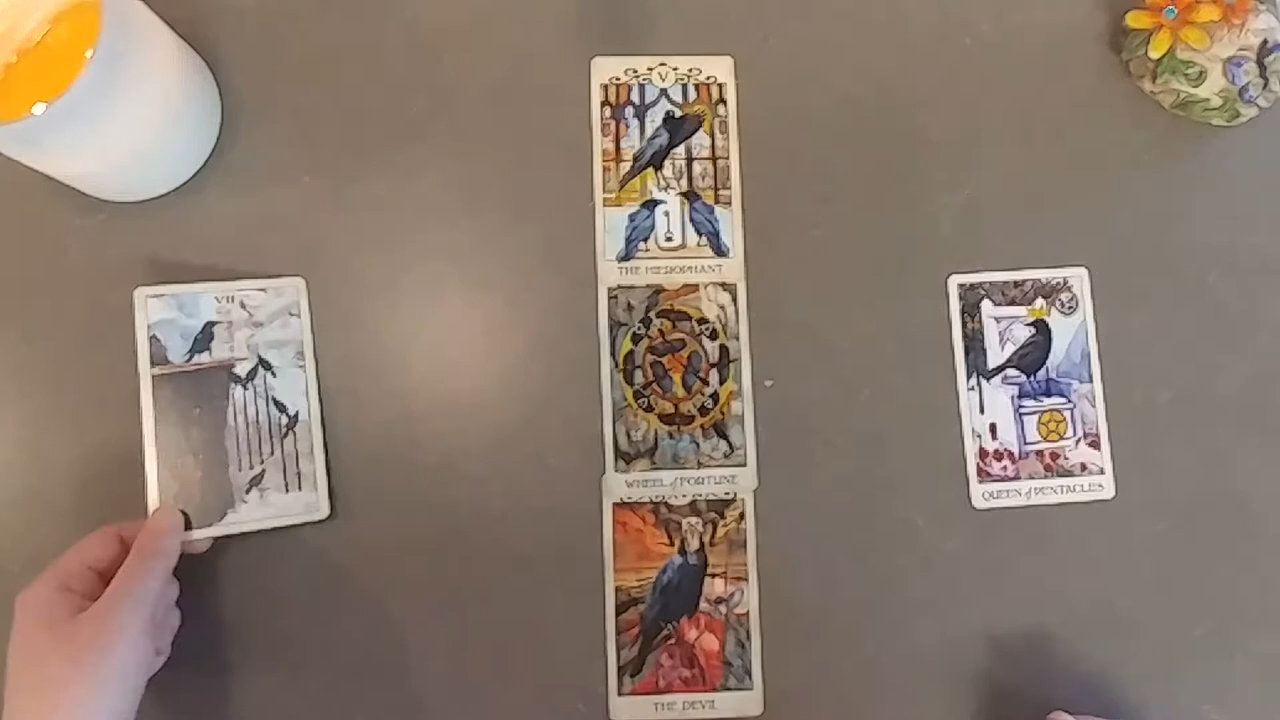 V
THE HIEROPHANT
VII
WHEEL of FORTUNE
QUEEN of PENTACLES
THE DEVIL